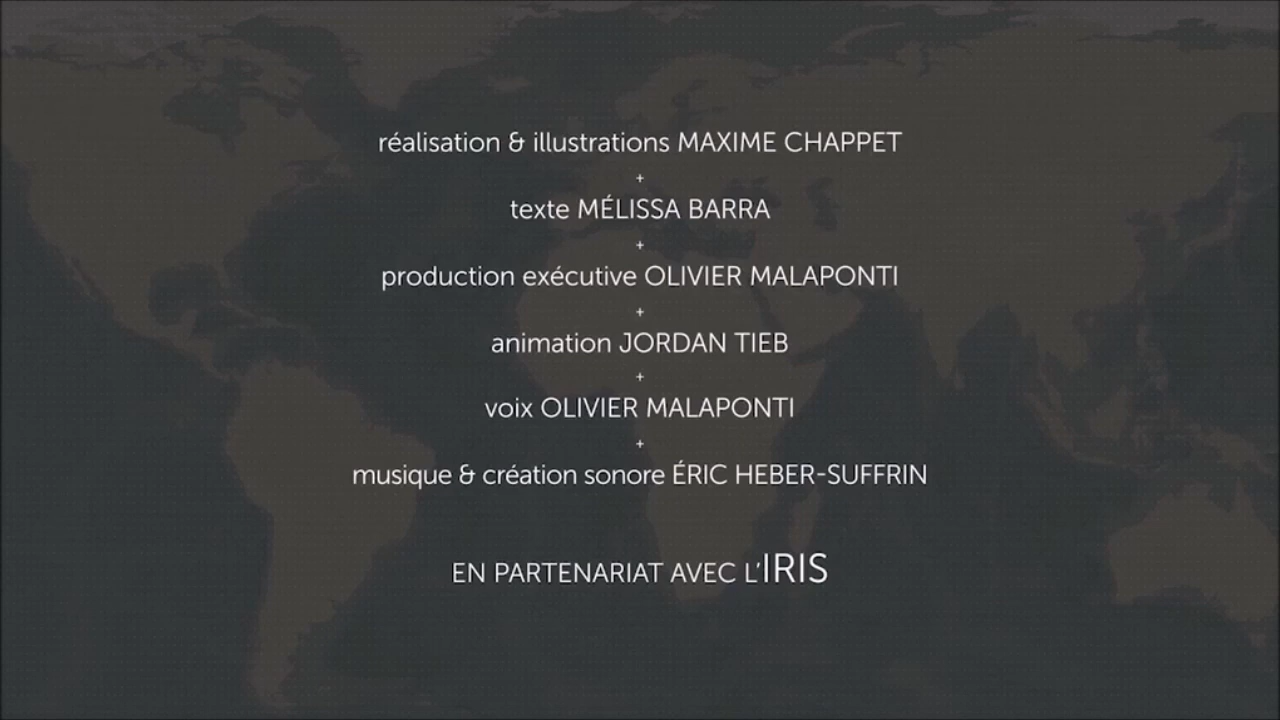 réalisation & illustrations MAXIME CHAPPET
+
texte MÉLISSA BARRA
+
production exécutive OLIVIER MALAPONTI
+
animation JORDAN TIEB
+
voix OLIVIER MALAPONTI
+
musique & création sonore ÉRIC HEBER-SUFFRIN
EN PARTENARIAT AVEC L'IRIS